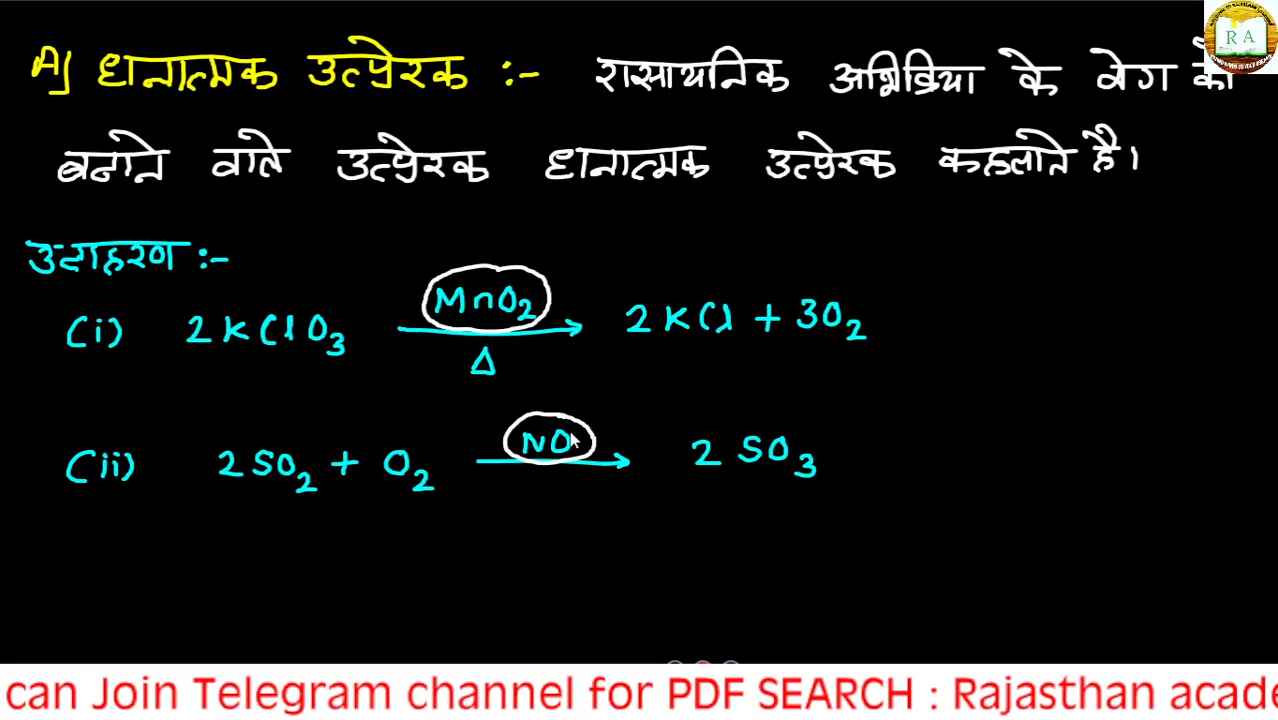 A] धनात्मक उत्प्रेरक :- रासायनिक अभिक्रिया के वेग को
बढाने वाले उत्प्रेरक धनात्मक उत्प्रेरक कहलाते है।
उदाहरण :-
(i) 2KClO3 MnO2 Δ → 2KCl + 3O2
(ii) 2SO2 + O2 NO → 2SO3
can Join Telegram channel for PDF SEARCH : Rajasthan acade
RA